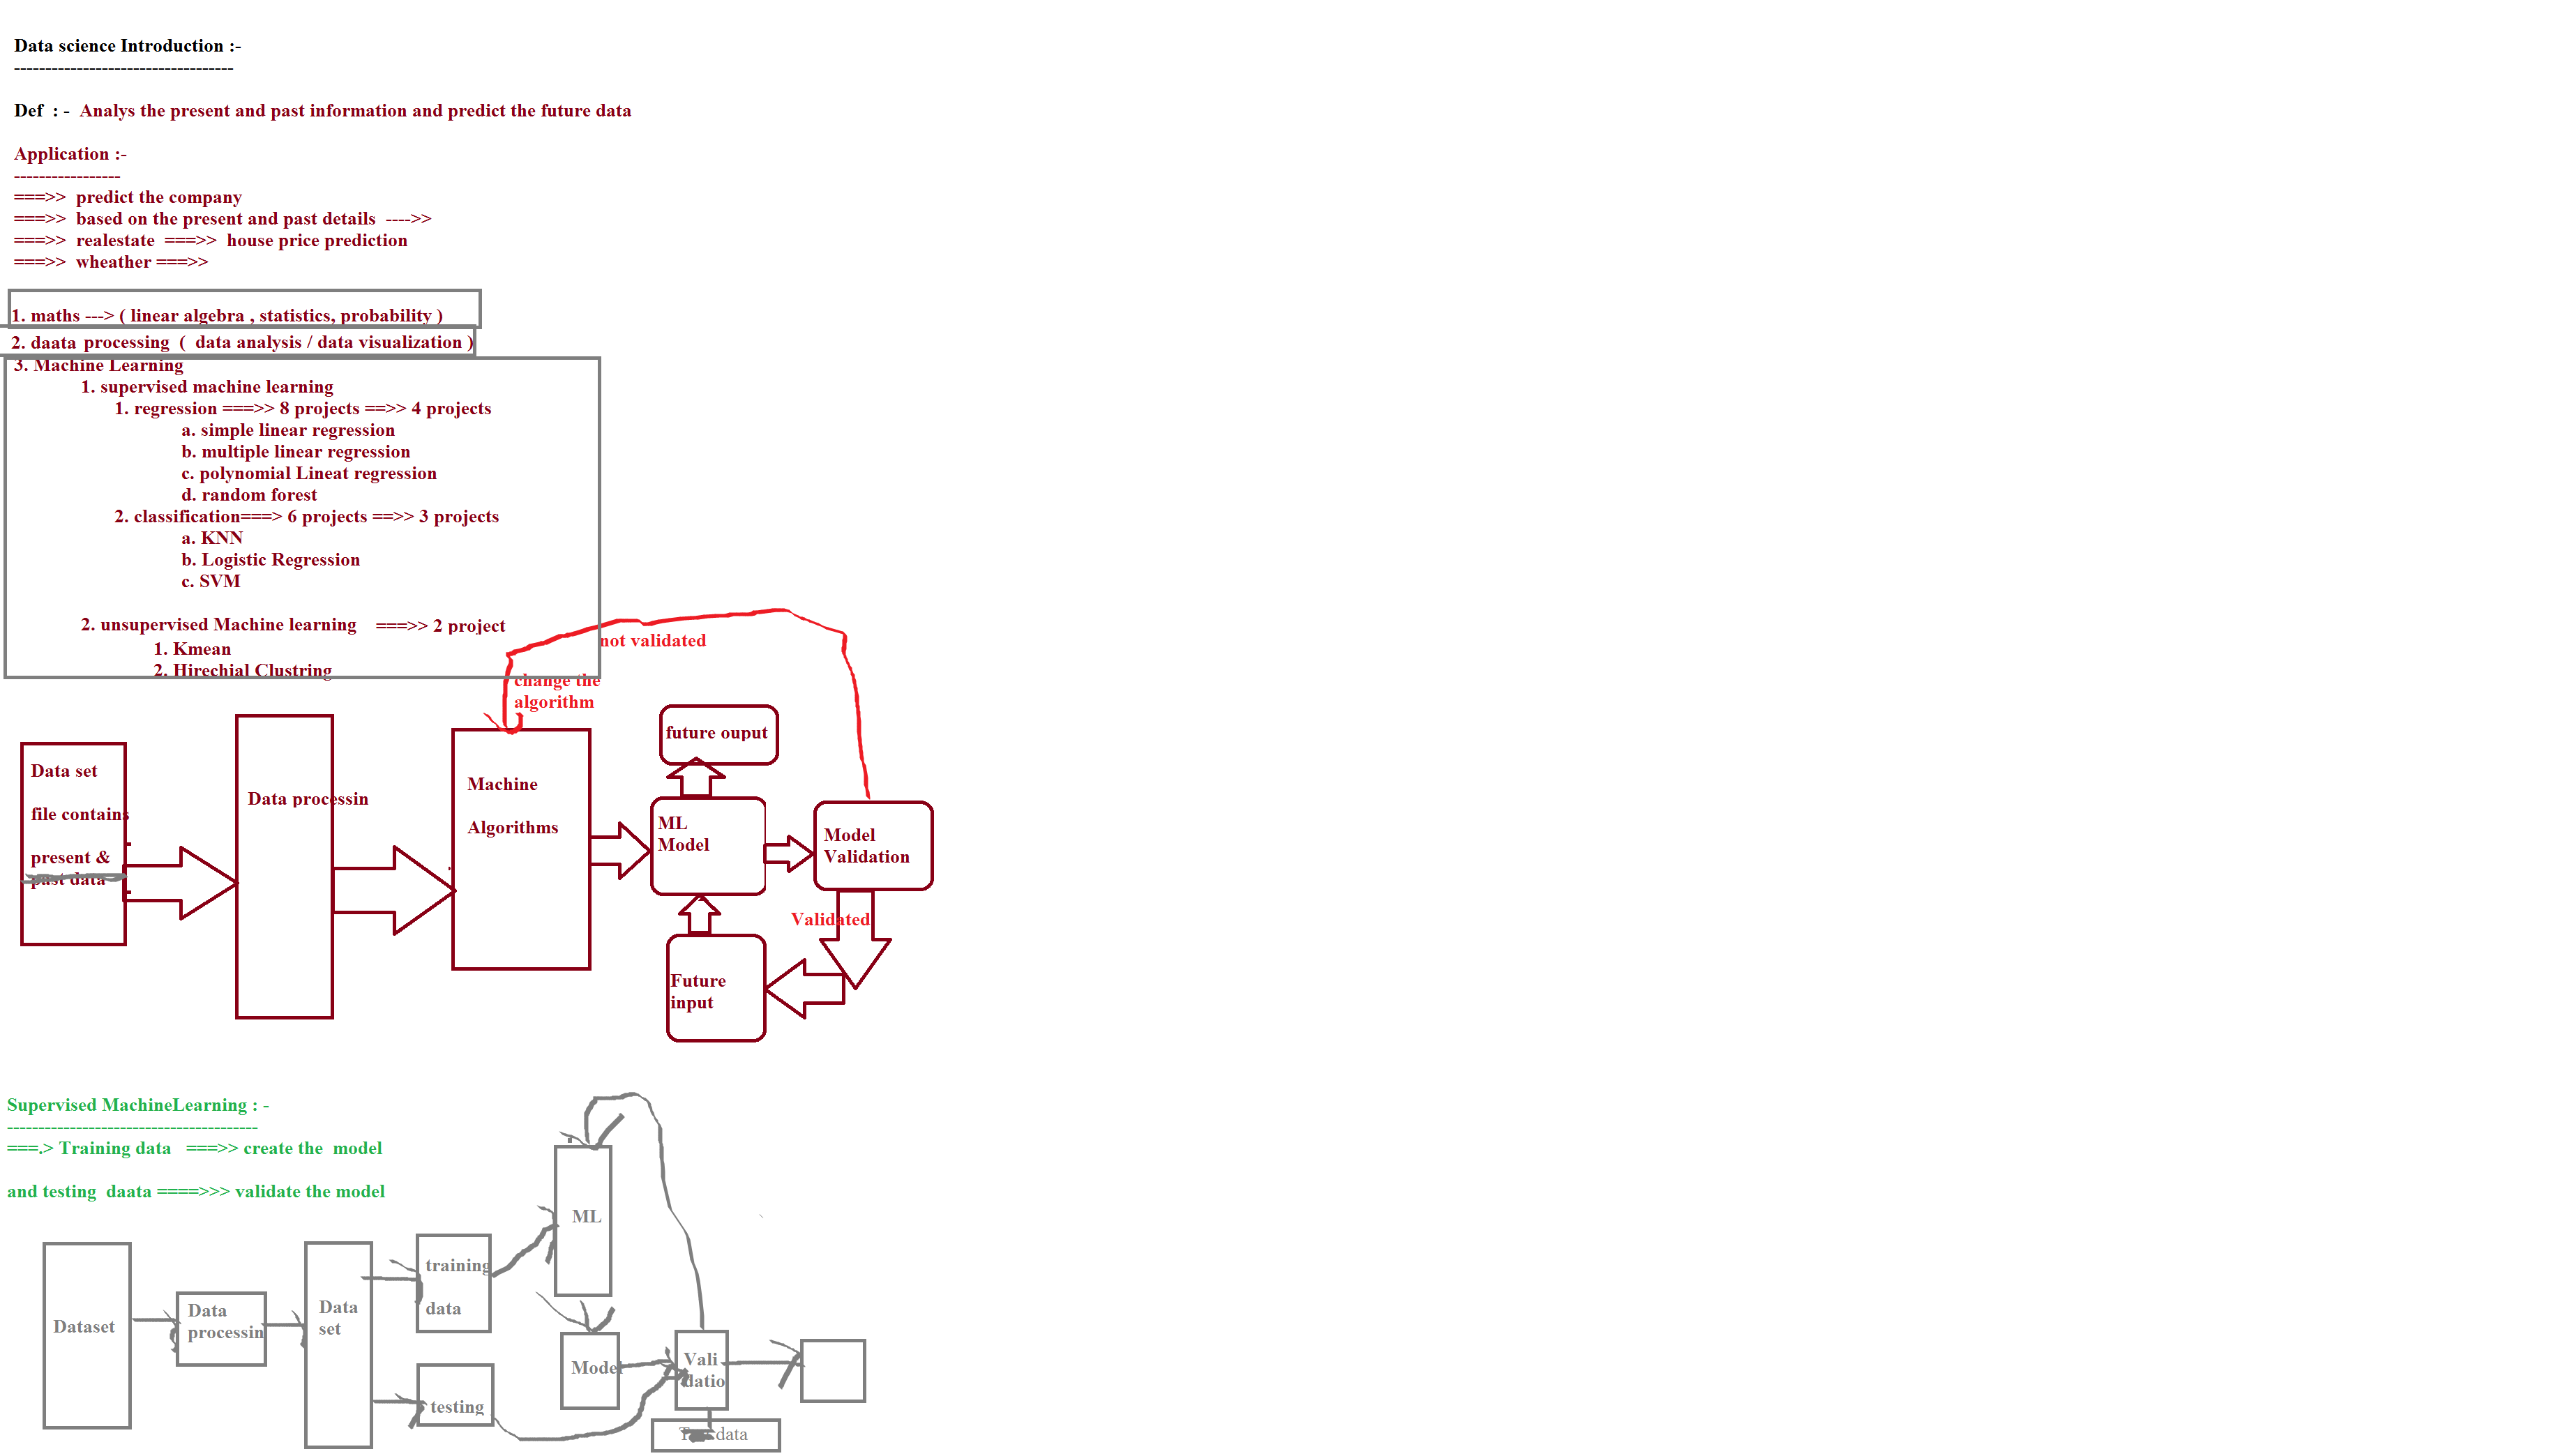 Data science Introduction :-
-----------------------------------
Def : - Analys the present and past information and predict the future data
Application :-
-----------------
===>> predict the company
===>> based on the present and past details ---->>
===>> realestate ===>> house price prediction
===>> wheather ===>>
1. maths ---> ( linear algebra , statistics, probability )
2. daata processing ( data analysis / data visualization )
3. Machine Learning
1. supervised machine learning
1. regression ===>> 8 projects ==>> 4 projects
a. simple linear regression
b. multiple linear regression
c. polynomial Lineat regression
d. random forest
2. classification===> 6 projects ==>> 3 projects
a. KNN
b. Logistic Regression
c. SVM
2. unsupervised Machine learning ===>> 2 project
1. Kmean
2. Hirechial Clustring
not validated
change the
algorithm
Data set
file contains
present &
past data
Data processin
Machine
Algorithms
future ouput
ML
Model
Model
Validation
Validated
Future
input
Supervised MachineLearning : -
---------------------------------------
===.> Training data ===>> create the model
and testing daata ====>>> validate the model
Dataset
Data
processin
Data
set
training
data
testing
ML
Model
Vali
datio
data